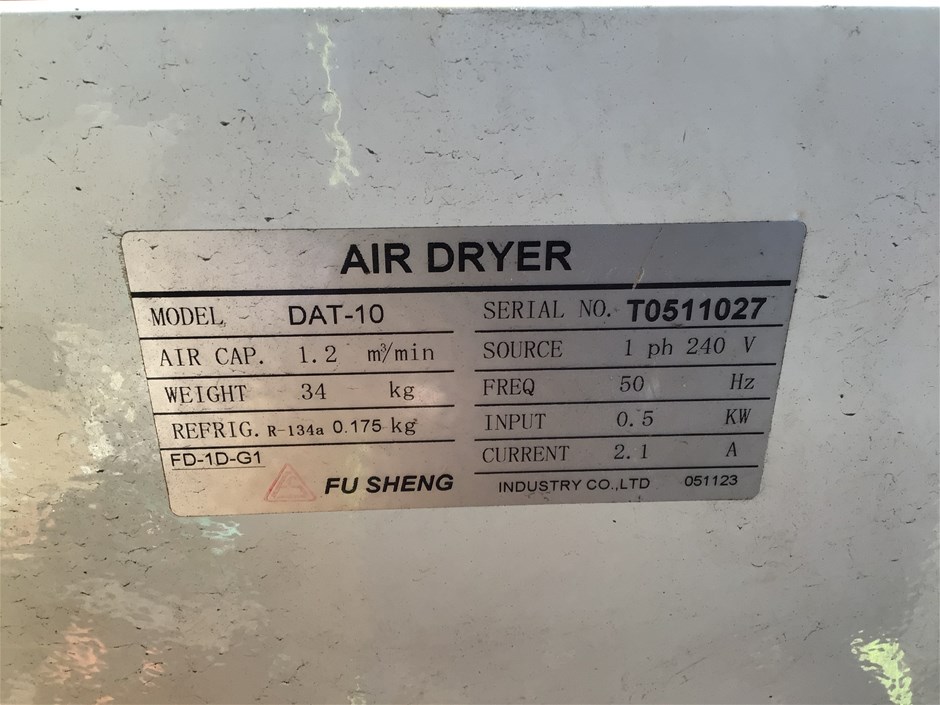 AIR DRYER
MODEL DAT-10
SERIAL NO. T0511027
AIR CAP. 1.2 m³/min
SOURCE 1 ph 240 V
WEIGHT 34 kg
FREQ 50 Hz
REFRIG. R-134a 0.175 kg
INPUT 0.5 KW
FD-1D-G1
CURRENT 2.1 A
FU SHENG INDUSTRY CO.,LTD 051123